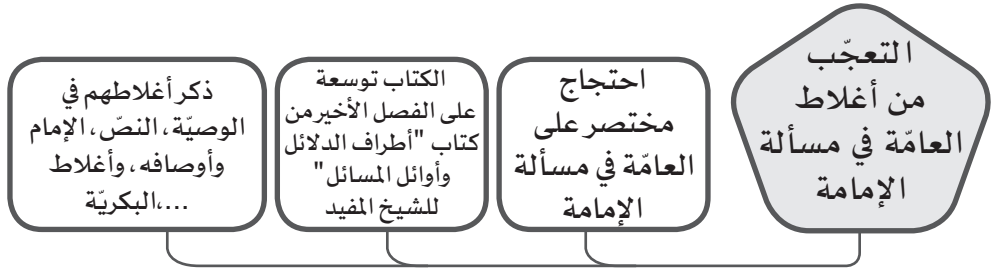 التعجّب
من أغلاط
العامّة في مسألة
الإمامة
احتجاج
مختصر على
العامّة في مسألة
الإمامة
الكتاب توسعة
على الفصل الأخير من
كتاب "أطراف الدلائل
وأوائل المسائل"
للشيخ المفيد
ذكر أغلاطهم في
الوصيّة، النصّ، الإمام
وأوصافه، وأغلاط
البكريّة،...